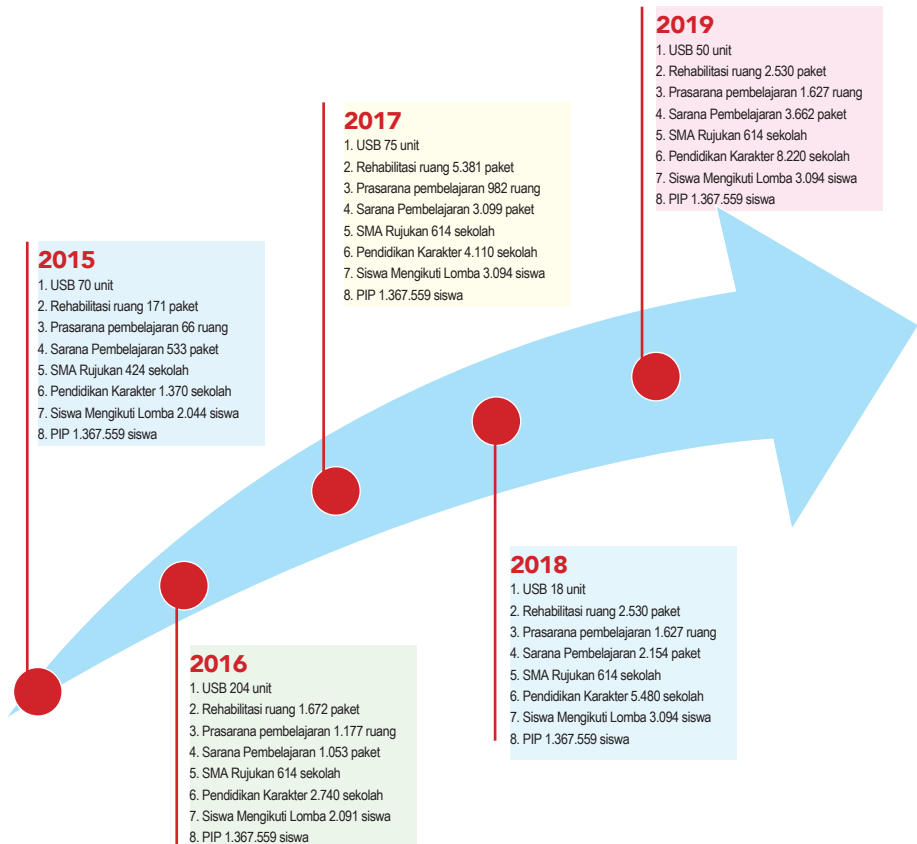 2015
1. USB 70 unit
2. Rehabilitasi ruang 171 paket
3. Prasarana pembelajaran 66 ruang
4. Sarana Pembelajaran 533 paket
5. SMA Rujukan 424 sekolah
6. Pendidikan Karakter 1.370 sekolah
7. Siswa Mengikuti Lomba 2.044 siswa
8. PIP 1.367.559 siswa
2016
1. USB 204 unit
2. Rehabilitasi ruang 1.672 paket
3. Prasarana pembelajaran 1.177 ruang
4. Sarana Pembelajaran 1.053 paket
5. SMA Rujukan 614 sekolah
6. Pendidikan Karakter 2.740 sekolah
7. Siswa Mengikuti Lomba 2.091 siswa
8. PIP 1.367.559 siswa
2017
1. USB 75 unit
2. Rehabilitasi ruang 5.381 paket
3. Prasarana pembelajaran 982 ruang
4. Sarana Pembelajaran 3.099 paket
5. SMA Rujukan 614 sekolah
6. Pendidikan Karakter 4.110 sekolah
7. Siswa Mengikuti Lomba 3.094 siswa
8. PIP 1.367.559 siswa
2018
1. USB 18 unit
2. Rehabilitasi ruang 2.530 paket
3. Prasarana pembelajaran 1.627 ruang
4. Sarana Pembelajaran 2.154 paket
5. SMA Rujukan 614 sekolah
6. Pendidikan Karakter 5.480 sekolah
7. Siswa Mengikuti Lomba 3.094 siswa
8. PIP 1.367.559 siswa
2019
1. USB 50 unit
2. Rehabilitasi ruang 2.530 paket
3. Prasarana pembelajaran 1.627 ruang
4. Sarana Pembelajaran 3.662 paket
5. SMA Rujukan 614 sekolah
6. Pendidikan Karakter 8.220 sekolah
7. Siswa Mengikuti Lomba 3.094 siswa
8. PIP 1.367.559 siswa